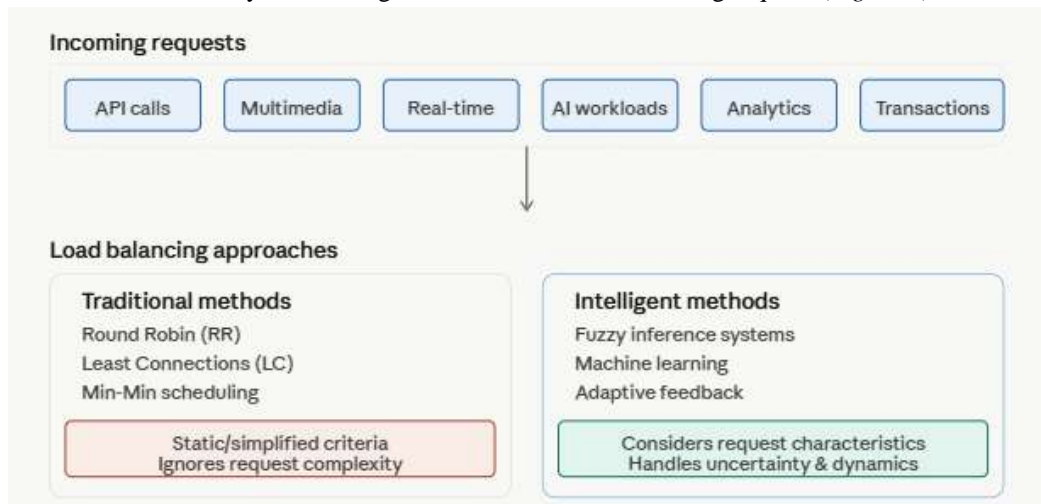 Incoming requests
API calls
Multimedia
Real-time
AI workloads
Analytics
Transactions
Load balancing approaches
Traditional methods
Round Robin (RR)
Least Connections (LC)
Min-Min scheduling
Static/simplified criteria
Ignores request complexity
Intelligent methods
Fuzzy inference systems
Machine learning
Adaptive feedback
Considers request characteristics
Handles uncertainty & dynamics